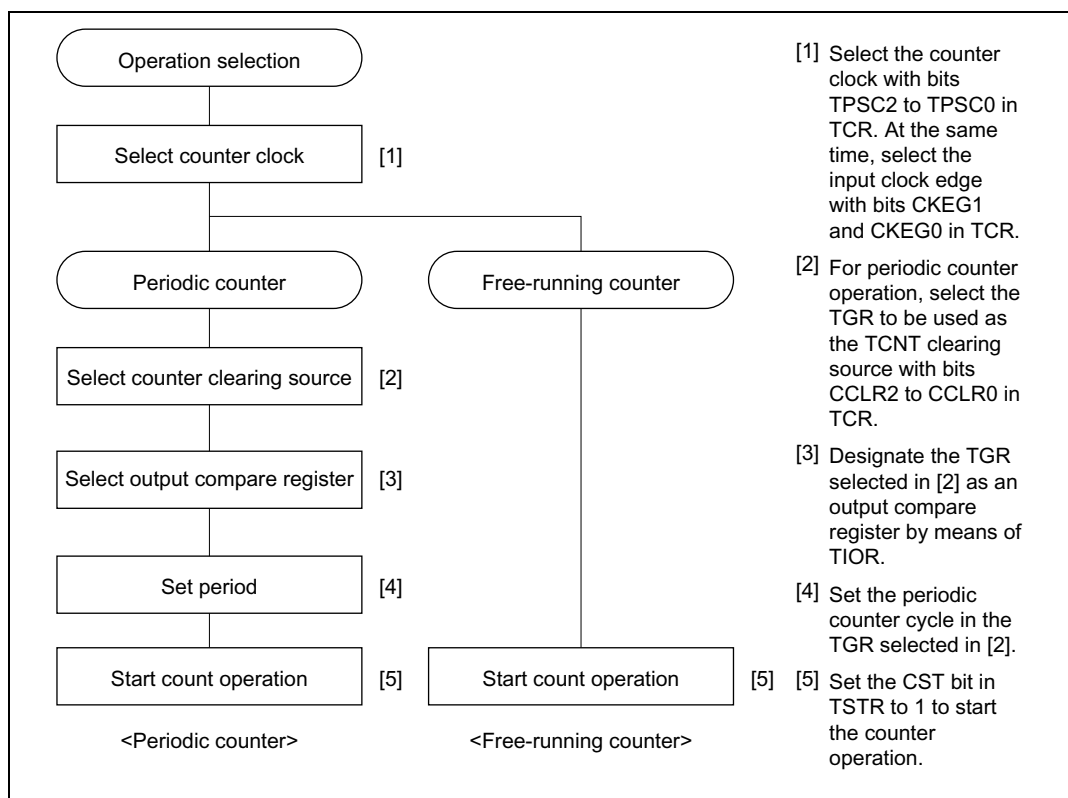 Operation selection
Select counter clock
[1]
Periodic counter
Free-running counter
Select counter clearing source
[2]
Select output compare register
[3]
Set period
[4]
Start count operation
[5]
Start count operation
[5]
<Periodic counter>
<Free-running counter>
[1] Select the counter
clock with bits
TPSC2 to TPSC0 in
TCR. At the same
time, select the
input clock edge
with bits CKEG1
and CKEG0 in TCR.
[2] For periodic counter
operation, select the
TGR to be used as
the TCNT clearing
source with bits
CCLR2 to CCLR0 in
TCR.
[3] Designate the TGR
selected in [2] as an
output compare
register by means of
TIOR.
[4] Set the periodic
counter cycle in the
TGR selected in [2].
[5] Set the CST bit in
TSTR to 1 to start
the counter
operation.